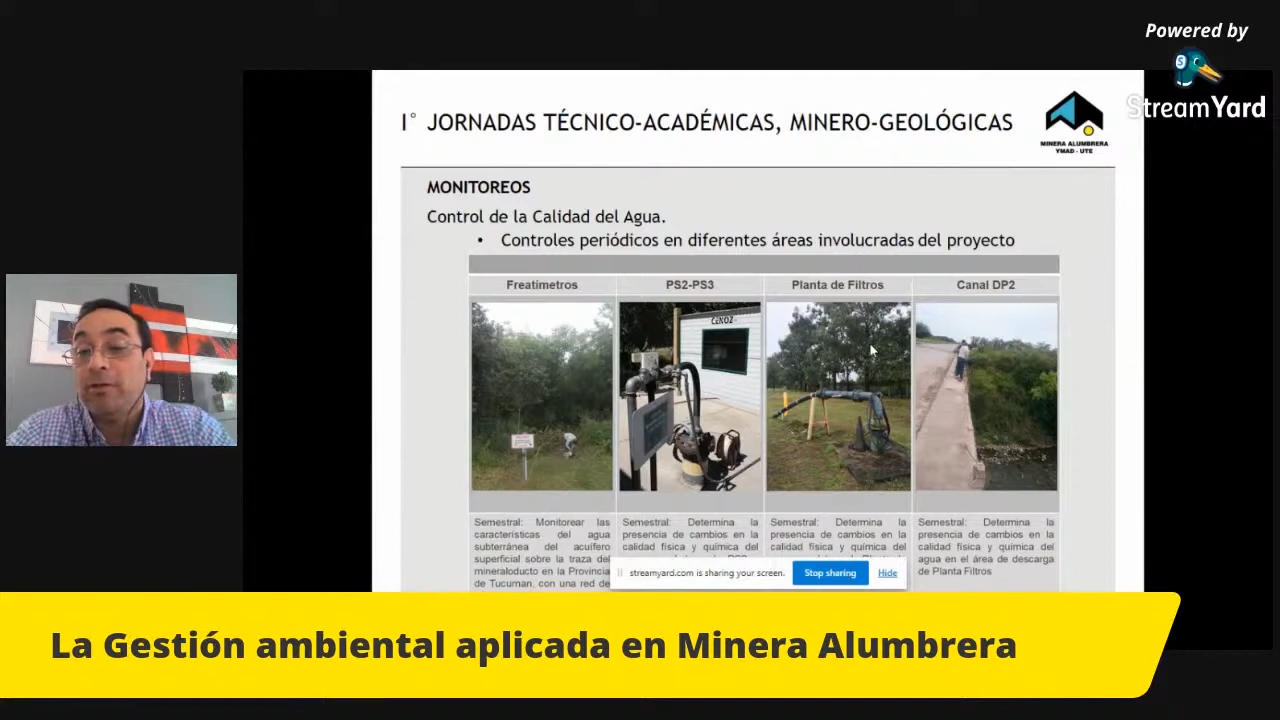 Powered by
StreamYard
I° JORNADAS TÉCNICO-ACADÉMICAS, MINERO-GEOLÓGICAS
MINERA ALUMBRERA
YMAD - UTE
MONITOREOS
Control de la Calidad del Agua.
• Controles periódicos en diferentes áreas involucradas del proyecto
Freatimetros
PS2-PS3
Planta de Filtros
Canal DP2
Semestral: Monitorear las
características del agua
subterránea del acuífero
superficial sobre la traza del
mineraloducto en la Provincia
de Tucuman, con una red de
Semestral: Determina la
presencia de cambios en la
calidad física y química del
Semestral: Determina la
presencia de cambios en la
calidad física y química del
Semestral: Determina la
presencia de cambios en la
calidad física y química del
agua en el área de descarga
de Planta Filtros
streamyard.com is sharing your screen.
Stop sharing
Hide
La Gestión ambiental aplicada en Minera Alumbrera